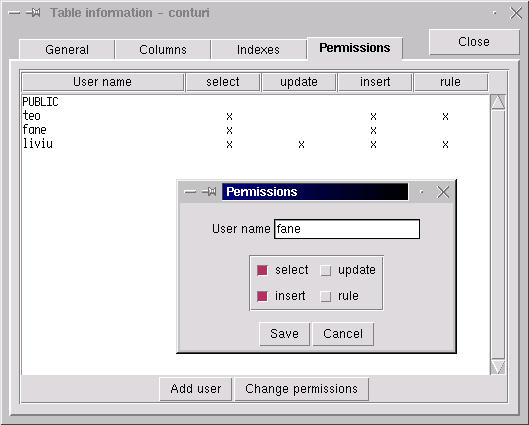 Table information - conturi
General Columns Indexes Permissions Close
User name select update insert rule
PUBLIC
teo x x x
fane x x
liviu x x x x
Permissions
User name fane
select update
insert rule
Save Cancel
Add user Change permissions